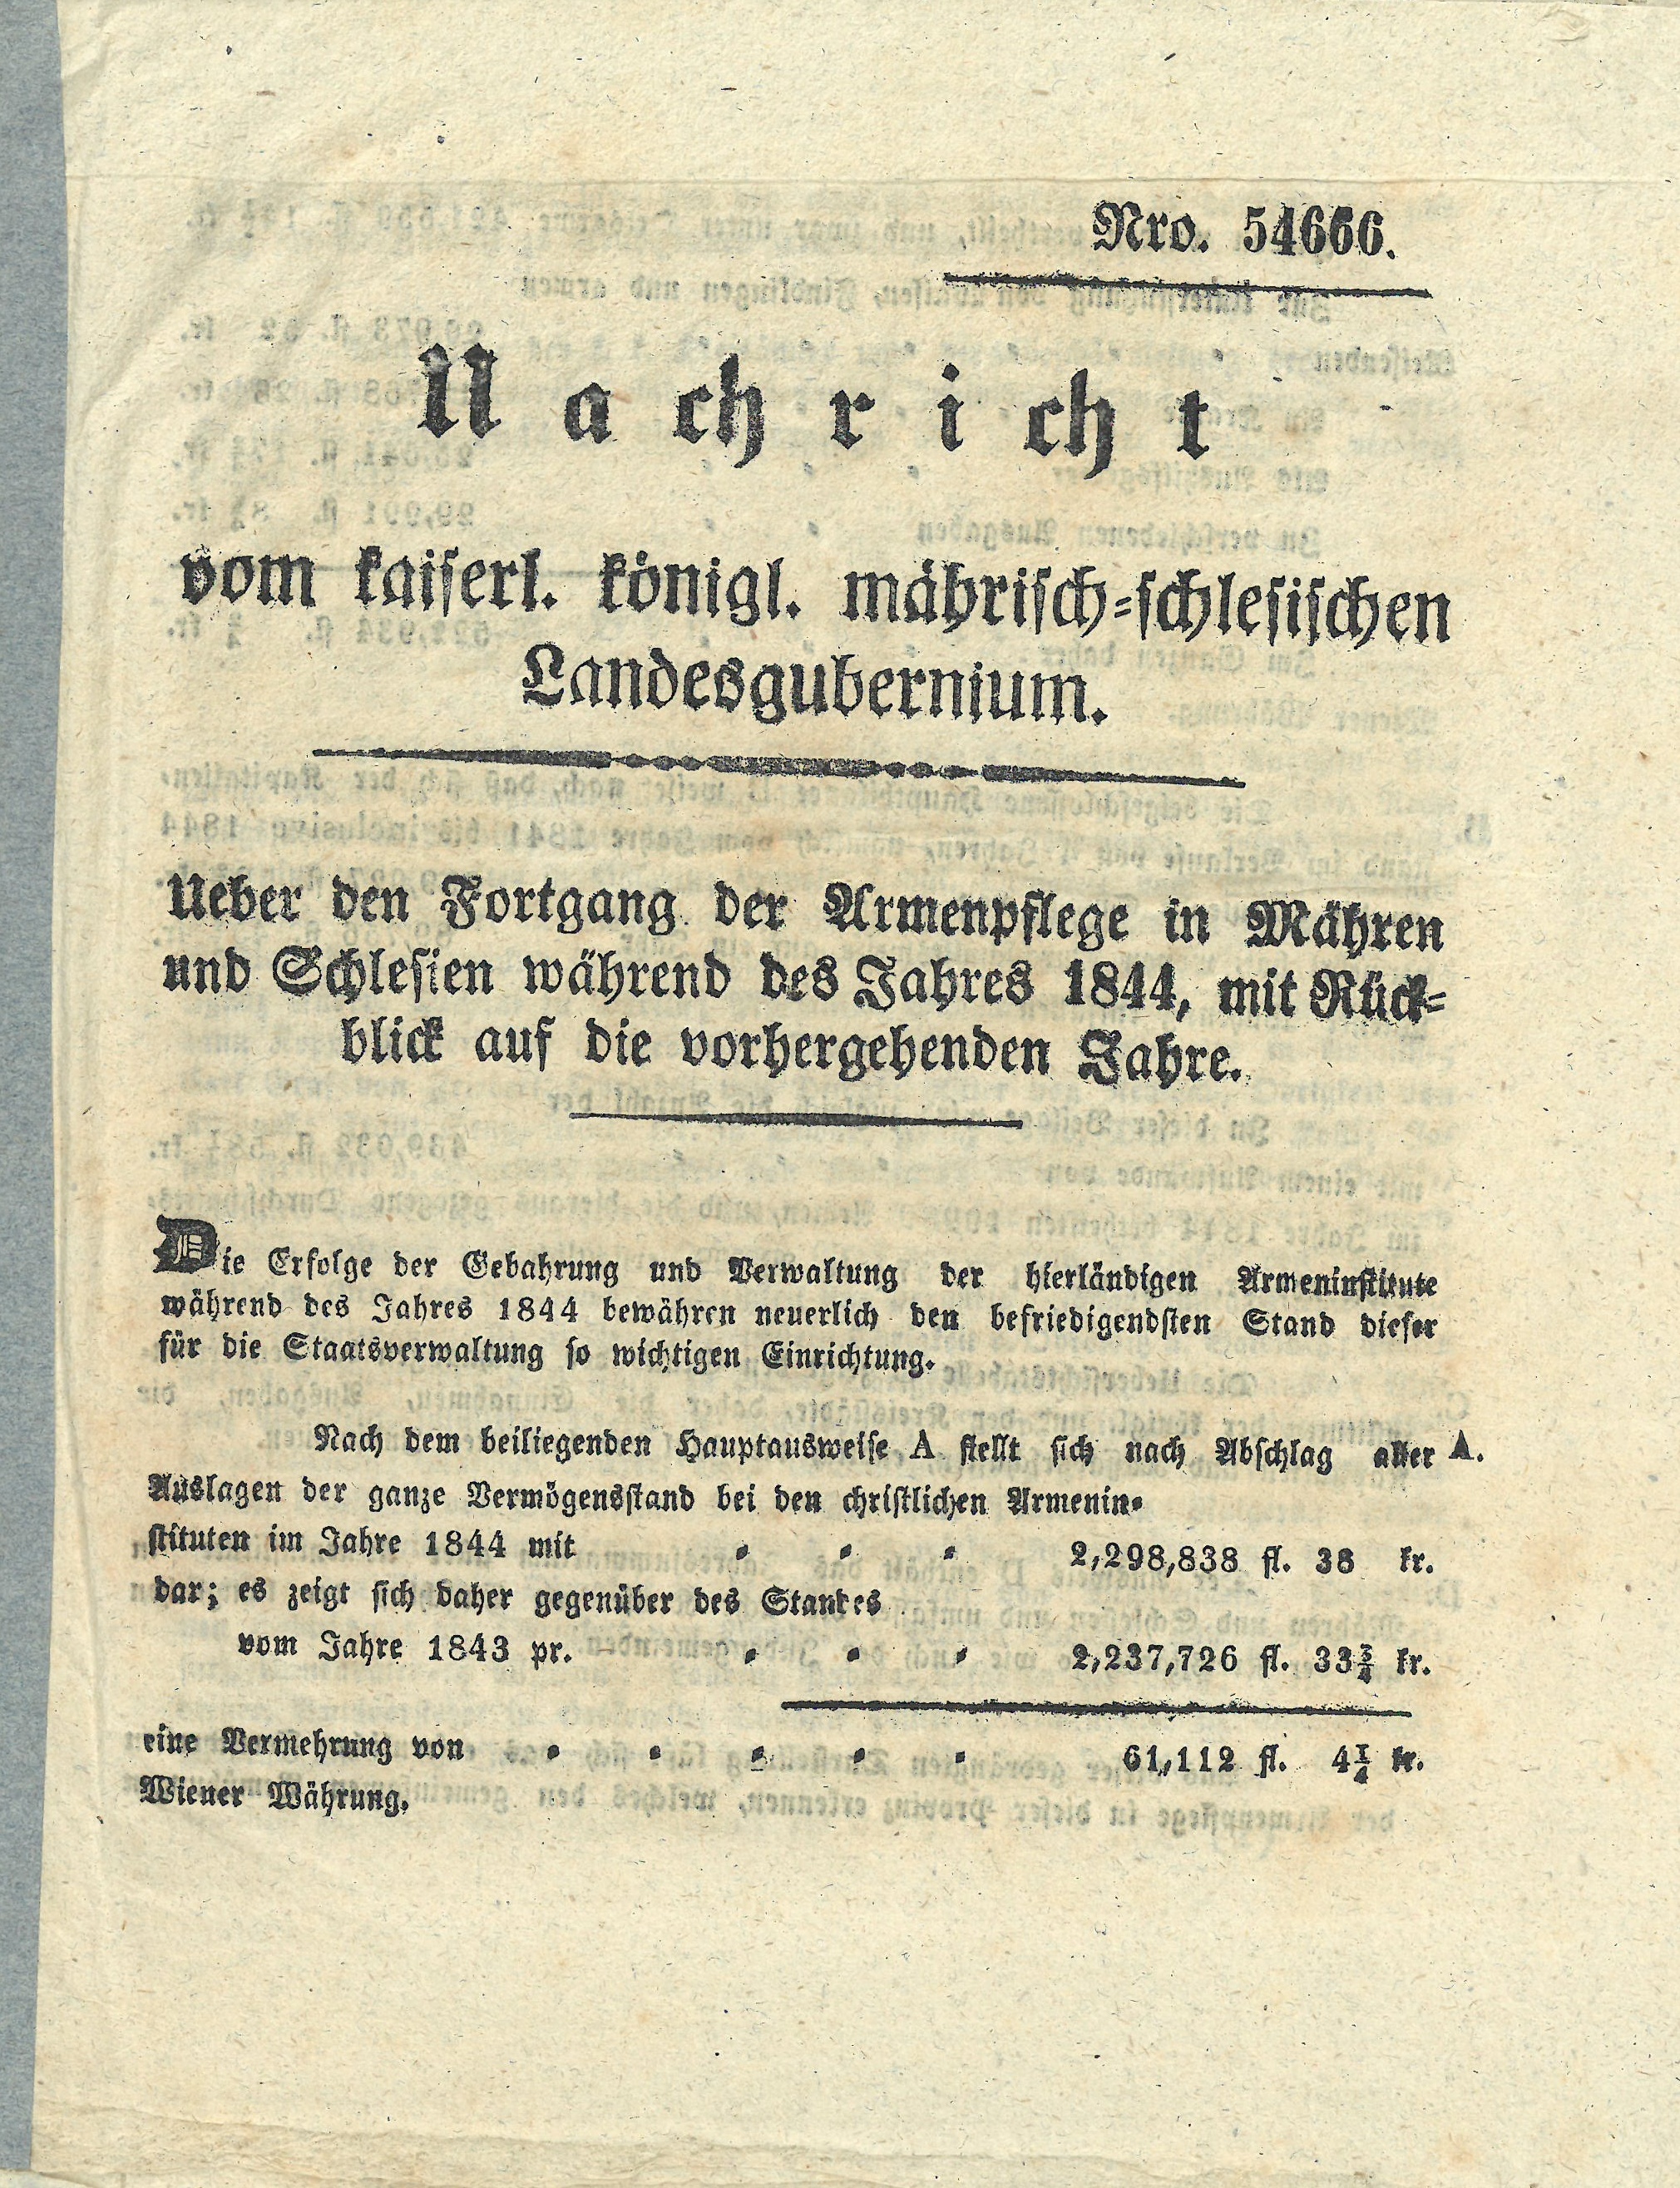 Nro. 54666.
Nachricht
vom kaiserl. königl. mährisch=schlesischen
Landesgubernium.
Ueber den Fortgang der Armenpflege in Mähren
und Schlesien während des Jahres 1844, mit Rück=
blick auf die vorhergehenden Jahre.
Die Erfolge der Gebahrung und Verwaltung der hierländigen Armeninstitute
während des Jahres 1844 bewähren neuerlich den befriedigendsten Stand dieser
für die Staatsverwaltung so wichtigen Einrichtung.
Nach dem beiliegenden Hauptausweise A stellt sich nach Abschlag aller A.
Auslagen der ganze Vermögensstand bei den christlichen Armenin=
stituten im Jahre 1844 mit 2,298,838 fl. 38 kr.
dar; es zeigt sich daher gegenüber des Standes
vom Jahre 1843 pr. 2,237,726 fl. 33¾ kr.
eine Vermehrung von 61,112 fl. 4¼ kr.
Wiener Währung.